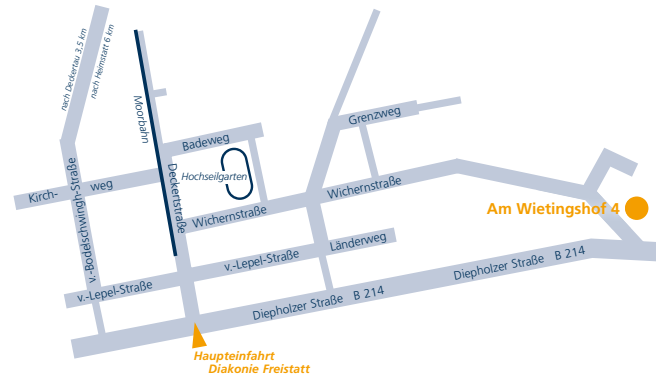 nach Deckertau 3,5 km
nach Heimstatt 6 km
Moorbahn
Grenzweg
Badeweg
Hochseilgarten
Kirch-
weg
v.-Bodelschwingh-Straße
Deckertstraße
Wichernstraße
Wichernstraße
Am Wietingshof 4
Länderweg
v.-Lepel-Straße
v.-Lepel-Straße
Diepholzer Straße B 214
Diepholzer Straße B 214
Haupteinfahrt
Diakonie Freistatt